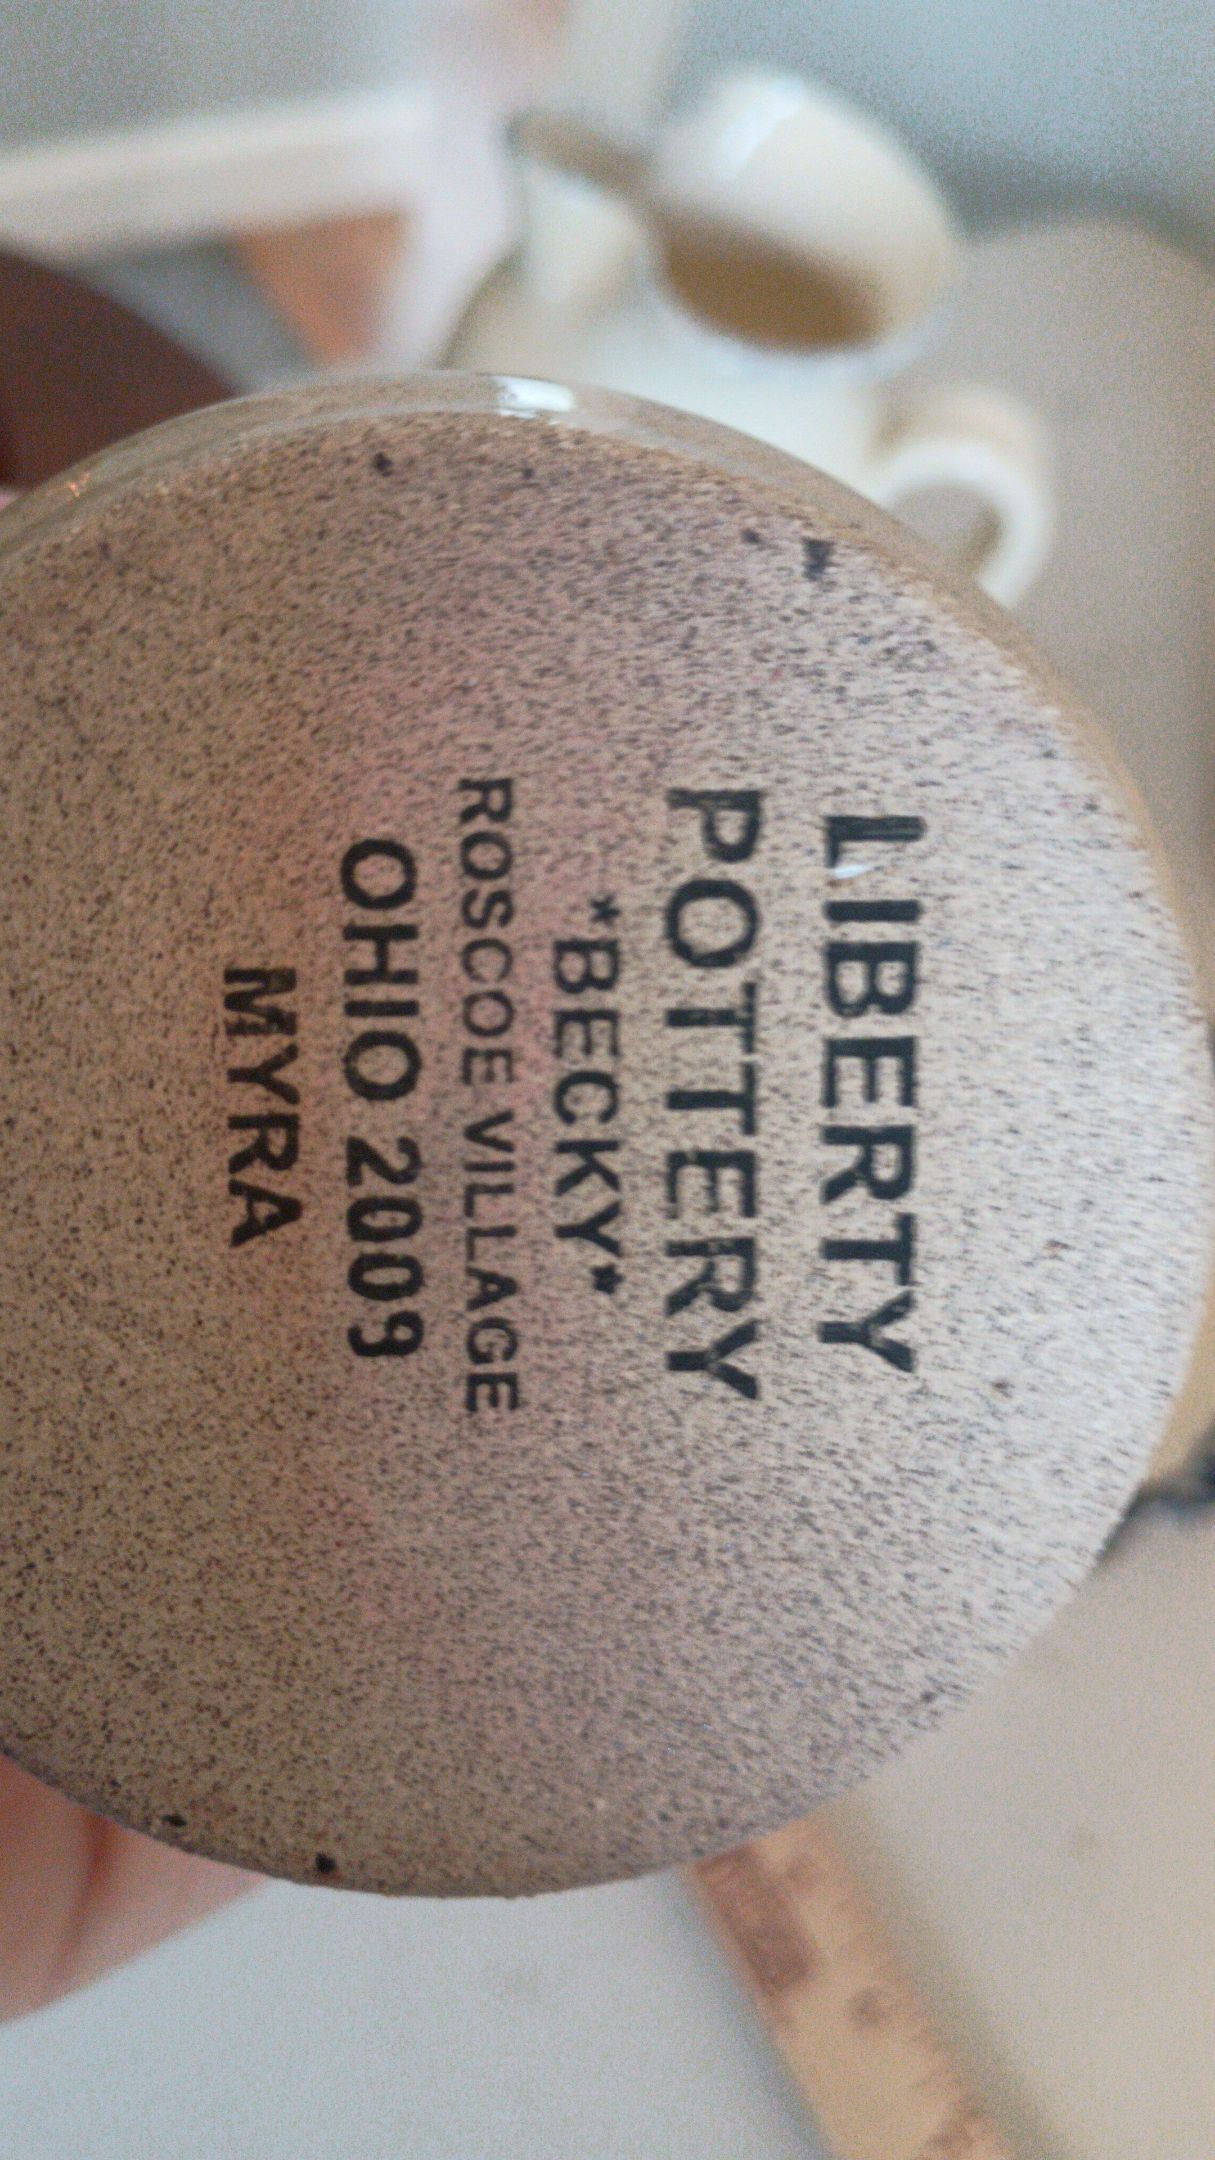 LIBERTY
POTTERY
*BECKY*
ROSCOE VILLAGE
OHIO 2009
MYRA